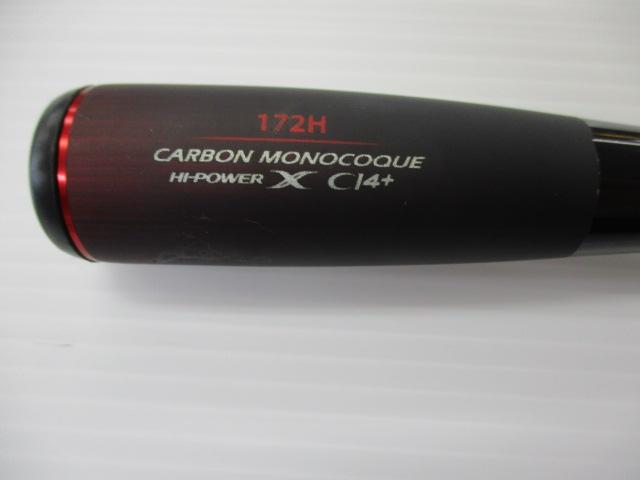 172H
CARBON MONOCOQUE
HI-POWER X CI4+